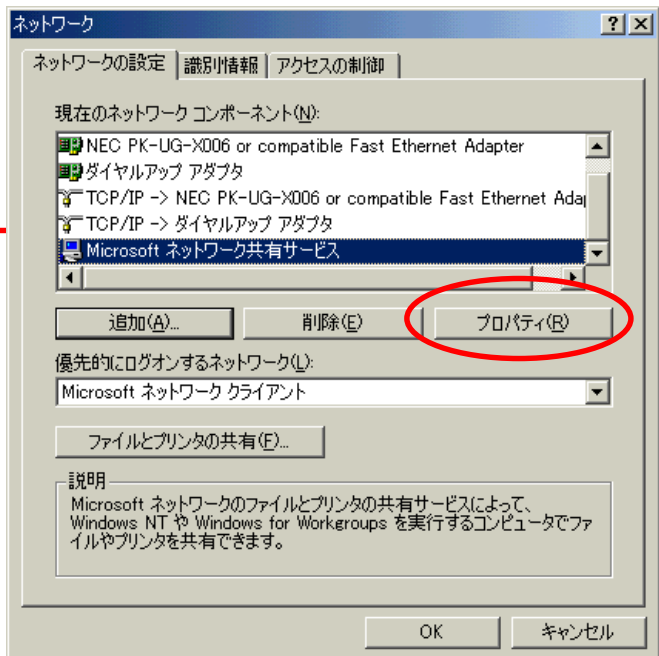 ネットワーク
ネットワークの設定 識別情報 アクセスの制御
現在のネットワーク コンポーネント(N):
NEC PK-UG-X006 or compatible Fast Ethernet Adapter
ダイヤルアップ アダプタ
TCP/IP -> NEC PK-UG-X006 or compatible Fast Ethernet Adap
TCP/IP -> ダイヤルアップ アダプタ
Microsoft ネットワーク共有サービス
追加(A)... 削除(E) プロパティ(R)
優先的にログオンするネットワーク(L):
Microsoft ネットワーク クライアント
ファイルとプリンタの共有(F)...
説明
Microsoft ネットワークのファイルとプリンタの共有サービスによって、
Windows NT や Windows for Workgroups を実行するコンピュータでファ
イルやプリンタを共有できます。
OK キャンセル